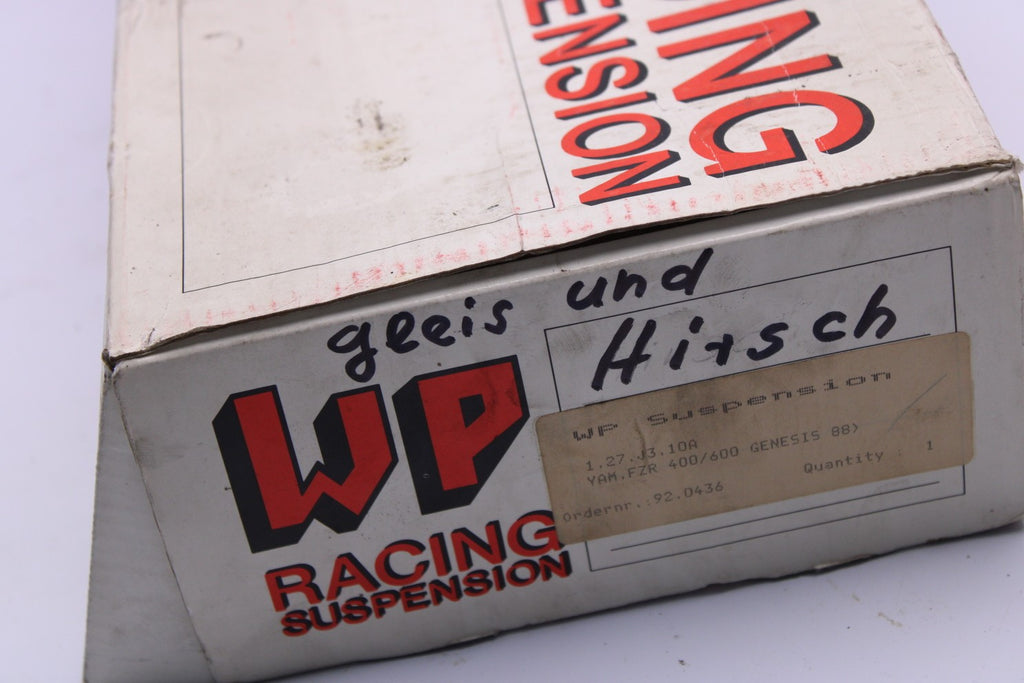 ING
ENSION
gleis und
Hirsch
WP
RACING
SUSPENSION
WP Suspension
1.27.J3.10A
YAM.FZR 400/600 GENESIS 88)
Quantity : 1
Ordernr.:92.0436